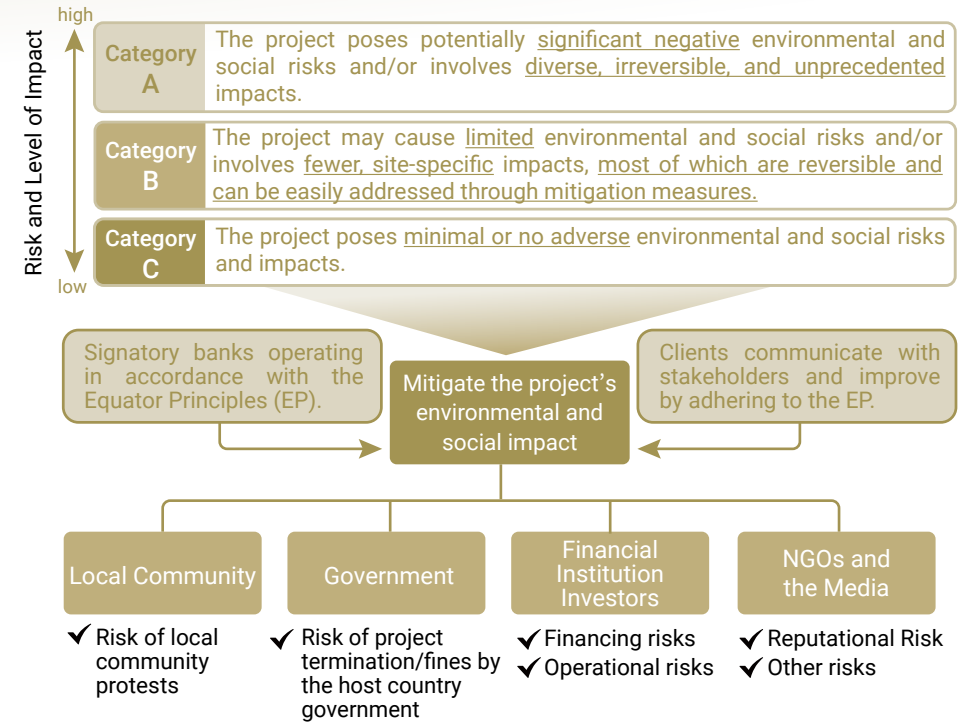 high
Risk and Level of Impact
low
Category
A
The project poses potentially significant negative environmental and
social risks and/or involves diverse, irreversible, and unprecedented
impacts.
Category
B
The project may cause limited environmental and social risks and/or
involves fewer, site-specific impacts, most of which are reversible and
can be easily addressed through mitigation measures.
Category
C
The project poses minimal or no adverse environmental and social risks
and impacts.
Signatory banks operating
in accordance with the
Equator Principles (EP).
Mitigate the project's
environmental and
social impact
Clients communicate with
stakeholders and improve
by adhering to the EP.
Local Community
✓ Risk of local
community
protests
Government
✓ Risk of project
termination/fines by
the host country
government
Financial
Institution
Investors
✓ Financing risks
✓ Operational risks
NGOs and
the Media
✓ Reputational Risk
✓ Other risks